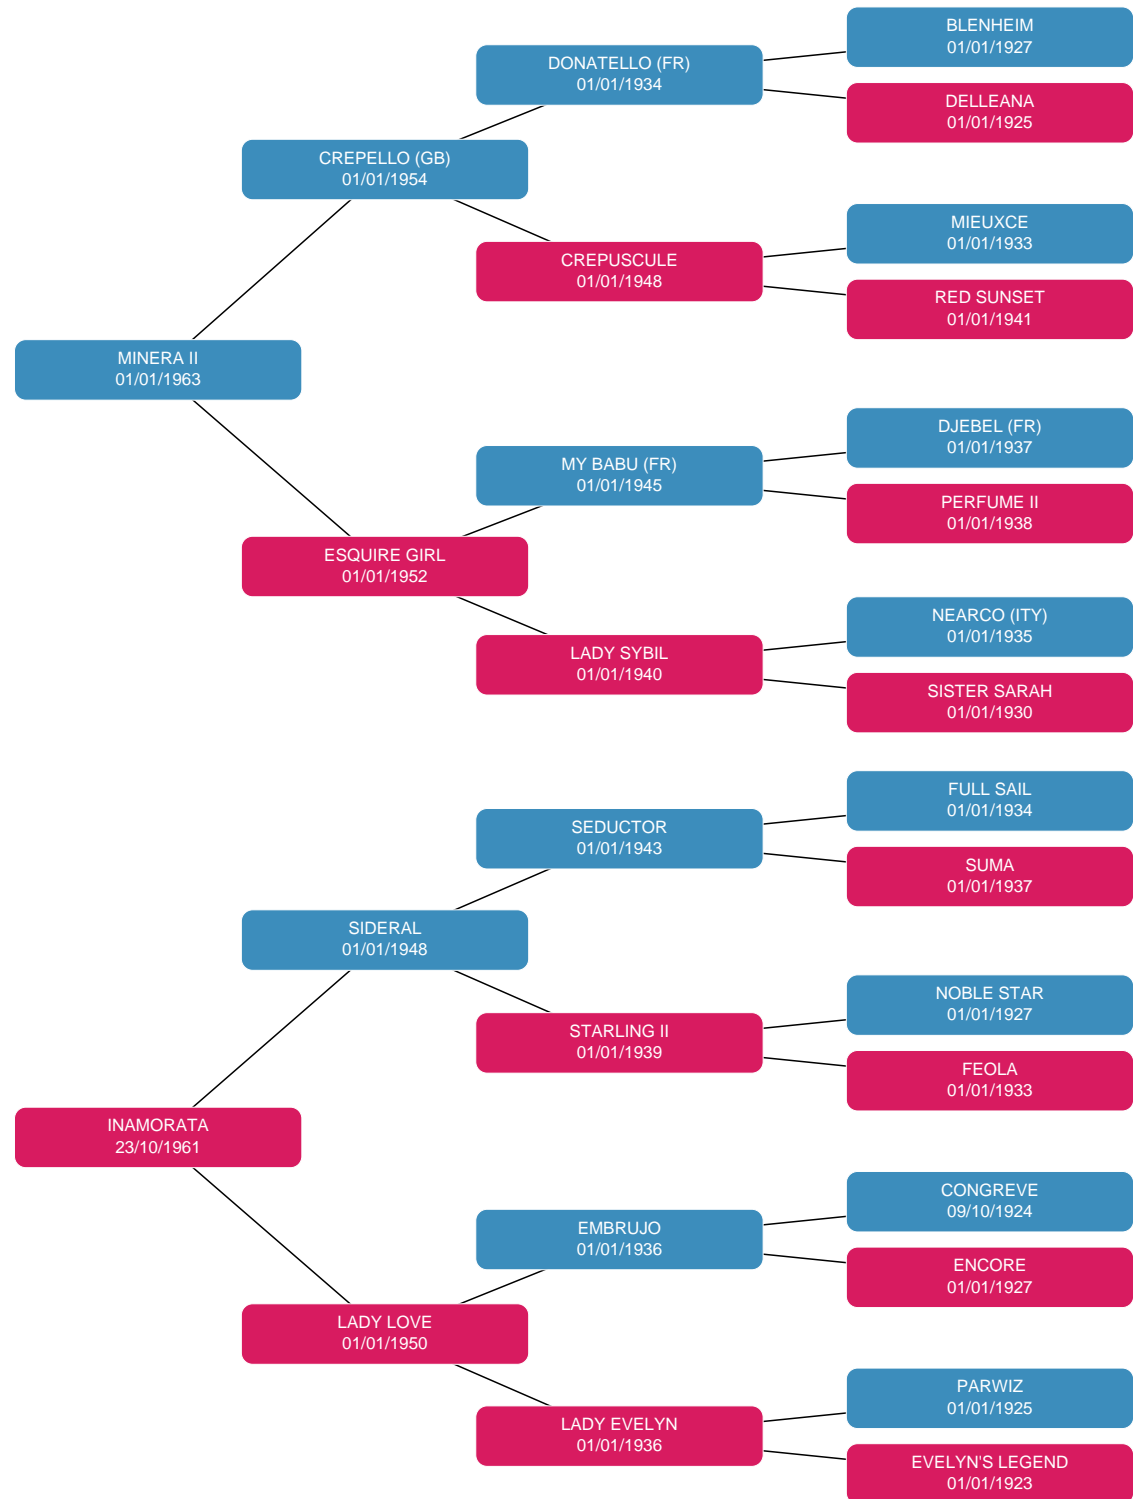 BLENHEIM
01/01/1927
DONATELLO (FR)
01/01/1934
DELLEANA
01/01/1925
CREPELLO (GB)
01/01/1954
MIEUXCE
01/01/1933
CREPUSCULE
01/01/1948
RED SUNSET
01/01/1941
MINERA II
01/01/1963
DJEBEL (FR)
01/01/1937
MY BABU (FR)
01/01/1945
PERFUME II
01/01/1938
ESQUIRE GIRL
01/01/1952
NEARCO (ITY)
01/01/1935
LADY SYBIL
01/01/1940
SISTER SARAH
01/01/1930
FULL SAIL
01/01/1934
SEDUCTOR
01/01/1943
SUMA
01/01/1937
SIDERAL
01/01/1948
NOBLE STAR
01/01/1927
STARLING II
01/01/1939
FEOLA
01/01/1933
INAMORATA
23/10/1961
CONGREVE
09/10/1924
EMBRUJO
01/01/1936
ENCORE
01/01/1927
LADY LOVE
01/01/1950
PARWIZ
01/01/1925
LADY EVELYN
01/01/1936
EVELYN'S LEGEND
01/01/1923